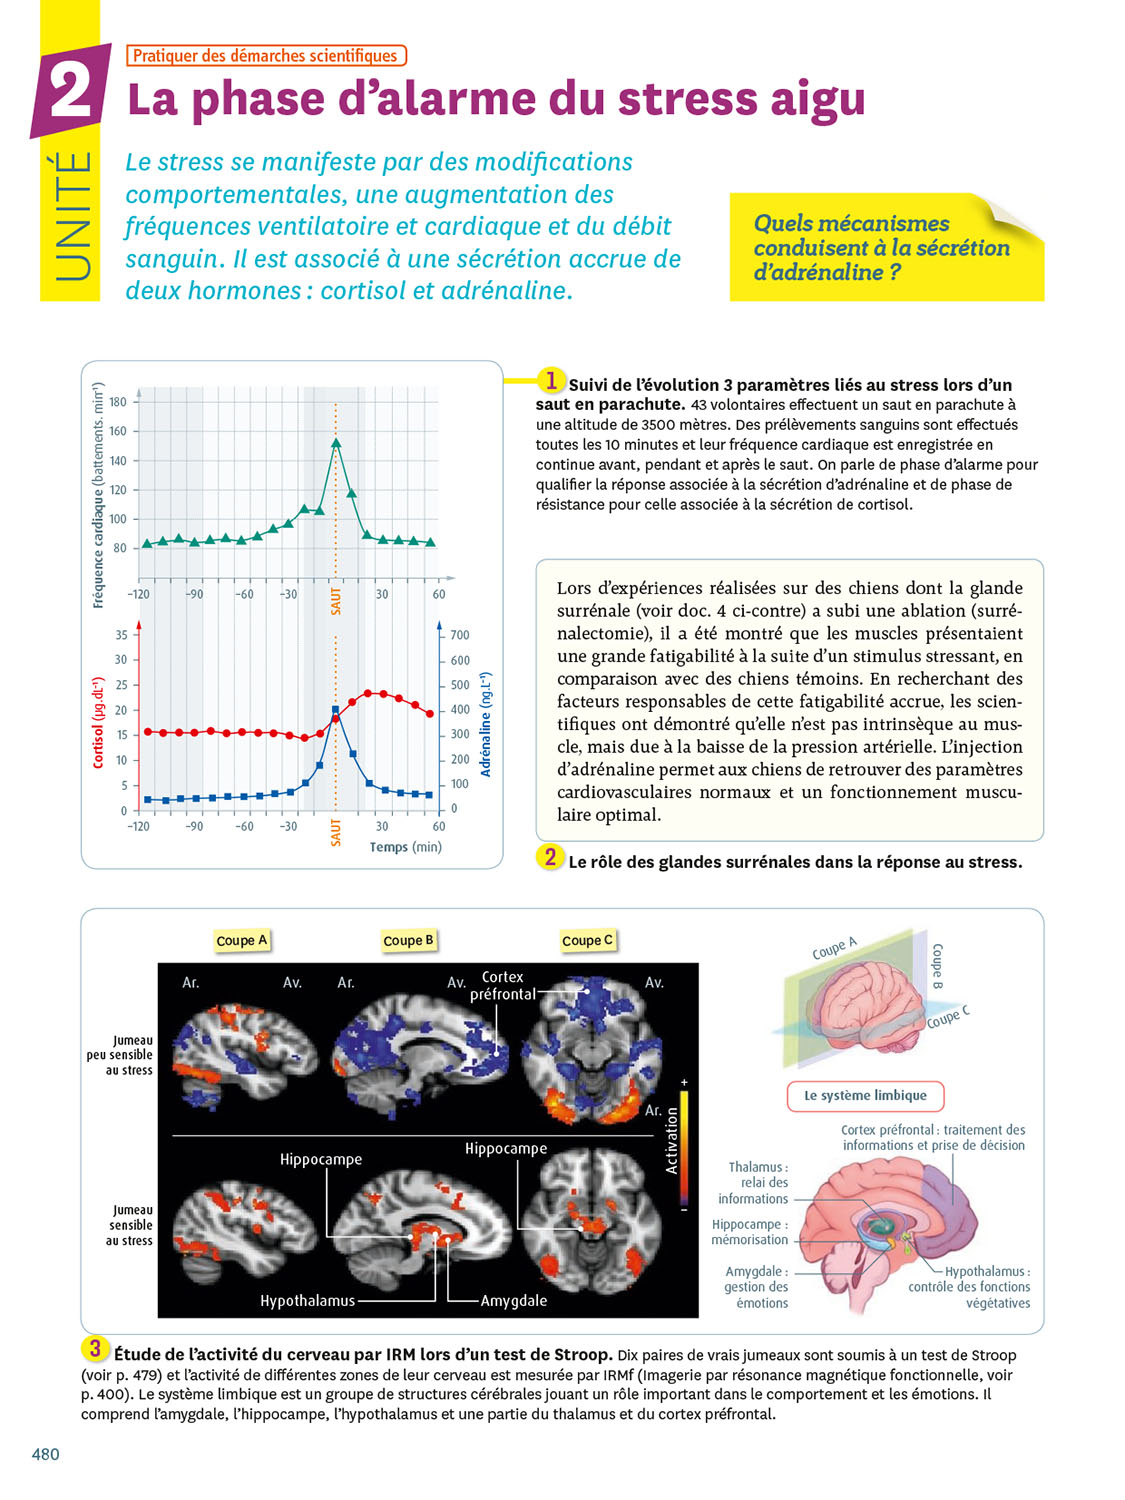 Pratiquer des démarches scientifiques
2
UNITÉ
La phase d'alarme du stress aigu
Le stress se manifeste par des modifications
comportementales, une augmentation des
fréquences ventilatoire et cardiaque et du débit
sanguin. Il est associé à une sécrétion accrue de
deux hormones : cortisol et adrénaline.
Quels mécanismes
conduisent à la sécrétion
d'adrénaline ?
Fréquence cardiaque (battements. min⁻¹)
180
160
140
120
100
80
-120
-90
-60
-30
SAUT
30
60
Cortisol (µg.dL⁻¹)
35
30
25
20
15
10
5
0
700
600
500
400
300
200
100
0
Adrénaline (ng.L⁻¹)
-120
-90
-60
-30
SAUT
30
60
Temps (min)
1 Suivi de l'évolution 3 paramètres liés au stress lors d'un
saut en parachute. 43 volontaires effectuent un saut en parachute à
une altitude de 3500 mètres. Des prélèvements sanguins sont effectués
toutes les 10 minutes et leur fréquence cardiaque est enregistrée en
continue avant, pendant et après le saut. On parle de phase d'alarme pour
qualifier la réponse associée à la sécrétion d'adrénaline et de phase de
résistance pour celle associée à la sécrétion de cortisol.
Lors d'expériences réalisées sur des chiens dont la glande
surrénale (voir doc. 4 ci-contre) a subi une ablation (surré-
nalectomie), il a été montré que les muscles présentaient
une grande fatigabilité à la suite d'un stimulus stressant, en
comparaison avec des chiens témoins. En recherchant des
facteurs responsables de cette fatigabilité accrue, les scien-
tifiques ont démontré qu'elle n'est pas intrinsèque au mus-
cle, mais due à la baisse de la pression artérielle. L'injection
d'adrénaline permet aux chiens de retrouver des paramètres
cardiovasculaires normaux et un fonctionnement muscu-
laire optimal.
2 Le rôle des glandes surrénales dans la réponse au stress.
Coupe A
Coupe B
Coupe C
Ar.
Av.
Ar.
Av.
Cortex
préfrontal
Av.
Ar.
Jumeau
peu sensible
au stress
+
Activation
-
Hippocampe
Hippocampe
Jumeau
sensible
au stress
Hypothalamus
Amygdale
Coupe A
Coupe B
Coupe C
Le système limbique
Cortex préfrontal : traitement des
informations et prise de décision
Thalamus :
relai des
informations
Hippocampe :
mémorisation
Amygdale :
gestion des
émotions
Hypothalamus :
contrôle des fonctions
végétatives
3 Étude de l'activité du cerveau par IRM lors d'un test de Stroop. Dix paires de vrais jumeaux sont soumis à un test de Stroop
(voir p. 479) et l'activité de différentes zones de leur cerveau est mesurée par IRMf (Imagerie par résonance magnétique fonctionnelle, voir
p. 400). Le système limbique est un groupe de structures cérébrales jouant un rôle important dans le comportement et les émotions. Il
comprend l'amygdale, l'hippocampe, l'hypothalamus et une partie du thalamus et du cortex préfrontal.
480